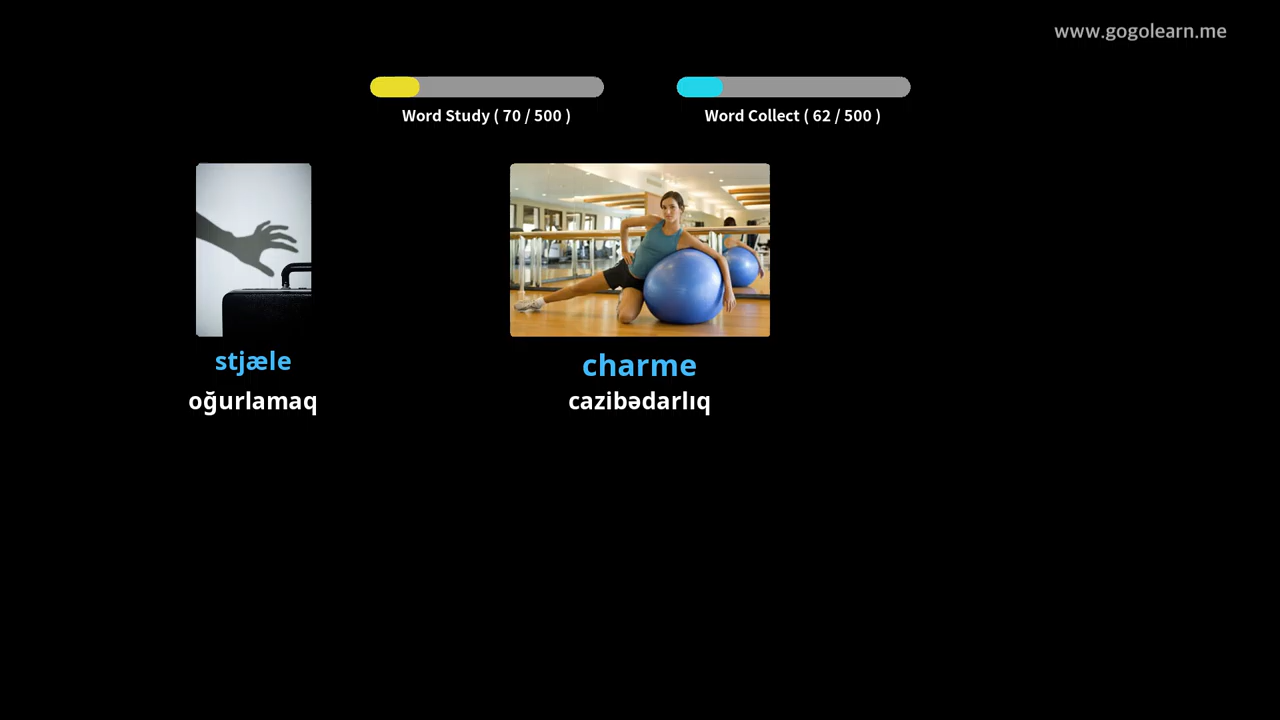 www.gogolearn.me
Word Study ( 70 / 500 )
Word Collect ( 62 / 500 )
stjæle
oğurlamaq
charme
cazibədarlıq